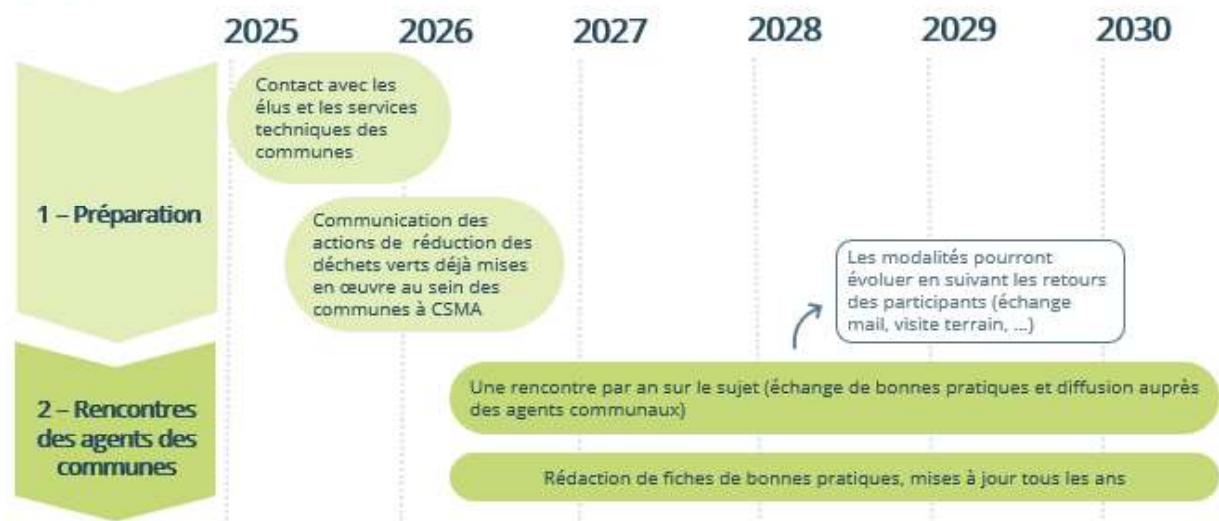 2025 2026 2027 2028 2029 2030
1 – Préparation
Contact avec les
élus et les services
techniques des
communes
Communication des
actions de réduction des
déchets verts déjà mises
en œuvre au sein des
communes à CSMA
Les modalités pourront
évoluer en suivant les retours
des participants (échange
mail, visite terrain, ...)
2 – Rencontres
des agents des
communes
Une rencontre par an sur le sujet (échange de bonnes pratiques et diffusion auprès
des agents communaux)
Rédaction de fiches de bonnes pratiques, mises à jour tous les ans